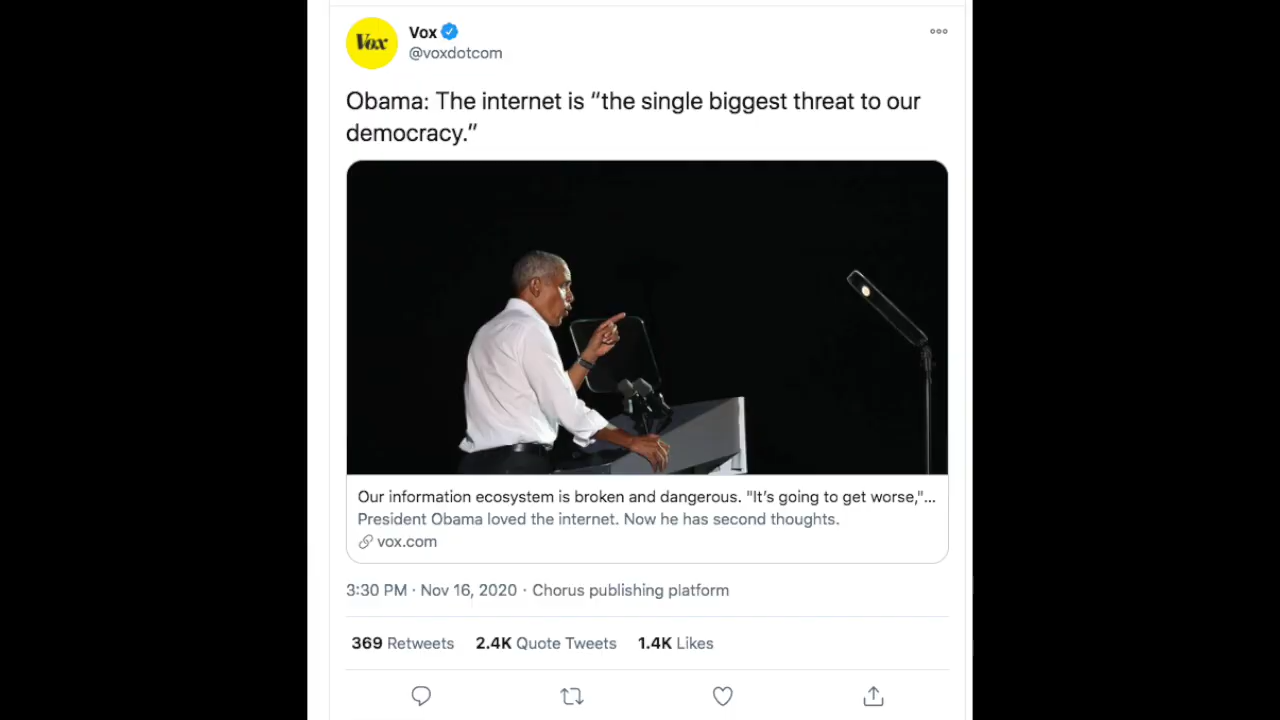 Vox
Vox
@voxdotcom
Obama: The internet is “the single biggest threat to our
democracy.”
Our information ecosystem is broken and dangerous. "It’s going to get worse,"...
President Obama loved the internet. Now he has second thoughts.
vox.com
3:30 PM · Nov 16, 2020 · Chorus publishing platform
369 Retweets 2.4K Quote Tweets 1.4K Likes